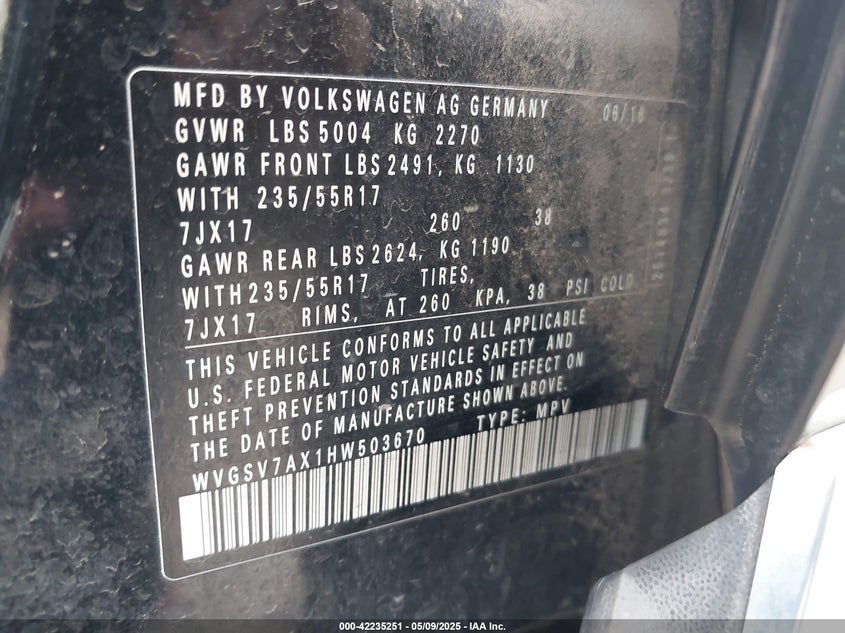 MFD BY VOLKSWAGEN AG GERMANY 06/16
GVWR LBS 5004 KG 2270
GAWR FRONT LBS 2491, KG 1130
WITH 235/55R17
7JX17 260 38
GAWR REAR LBS 2624, KG 1190
WITH 235/55R17 TIRES,
7JX17 RIMS, AT 260 KPA, 38 PSI COLD
THIS VEHICLE CONFORMS TO ALL APPLICABLE
U.S. FEDERAL MOTOR VEHICLE SAFETY AND
THEFT PREVENTION STANDARDS IN EFFECT ON
THE DATE OF MANUFACTURE SHOWN ABOVE.
WVGSV7AX1HW503670 TYPE: MPV
000-42235251 - 05/09/2025 - IAA Inc.